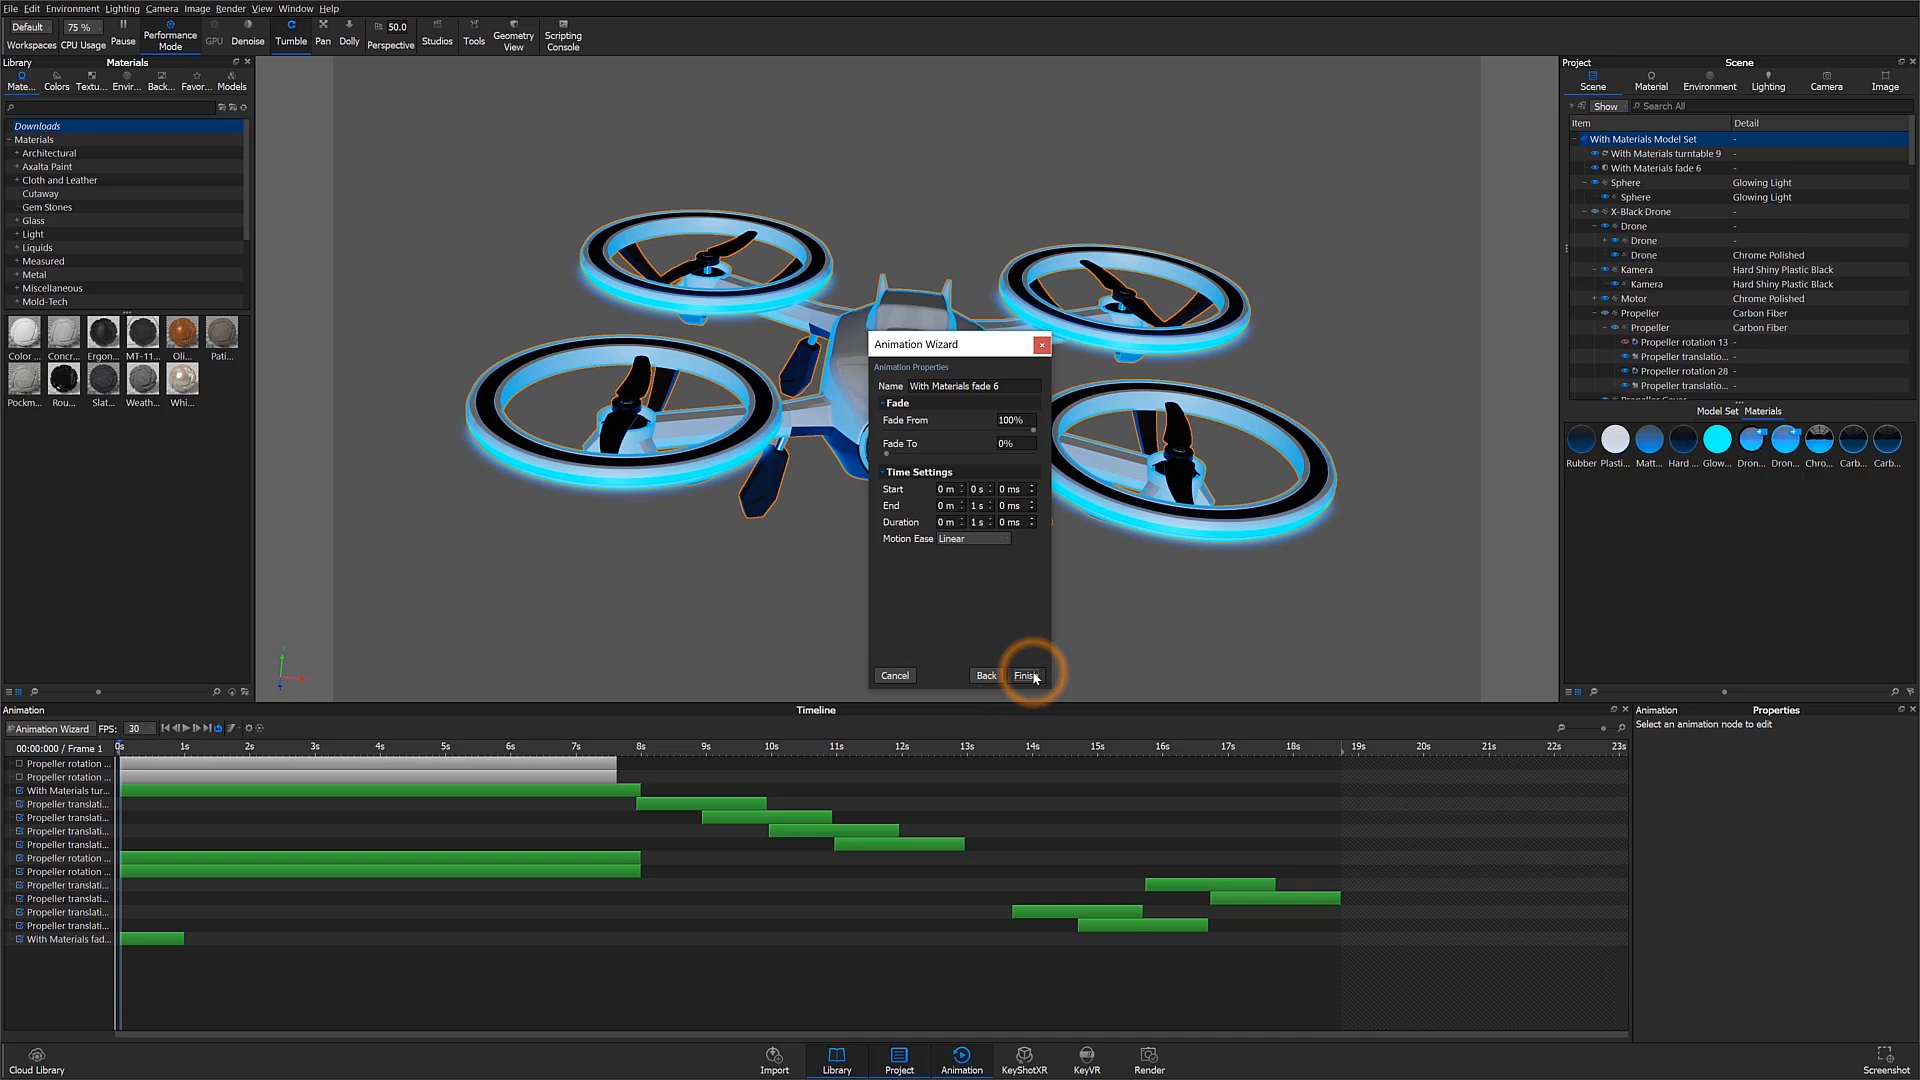 File Edit Environment Lighting Camera Image Render View Window Help
Default 75 % 50.0
Workspaces CPU Usage Pause Performance Mode GPU Denoise Tumble Pan Dolly Perspective Studios Tools Geometry View Scripting Console
Library Materials
Mate... Colors Textu... Envir... Back... Favor... Models
Downloads
Materials
Architectural
Axalta Paint
Cloth and Leather
Cutaway
Gem Stones
Glass
Light
Liquids
Measured
Metal
Miscellaneous
Mold-Tech
Color ... Concr... Ergon... MT-11... Oli... Pati...
Pockm... Rou... Slat... Weath... Whi...
Animation Wizard
Animation Properties
Name With Materials fade 6
Fade
Fade From 100%
Fade To 0%
Time Settings
Start 0 m 0 s 0 ms
End 0 m 1 s 0 ms
Duration 0 m 1 s 0 ms
Motion Ease Linear
Cancel Back Finish
Project Scene
Scene Material Environment Lighting Camera Image
Show Search All
Item Detail
With Materials Model Set -
With Materials turntable 9 -
With Materials fade 6 -
Sphere Glowing Light
Sphere Glowing Light
X-Black Drone -
Drone -
Drone -
Drone Chrome Polished
Kamera Hard Shiny Plastic Black
Kamera Hard Shiny Plastic Black
Motor Chrome Polished
Propeller Carbon Fiber
Propeller Carbon Fiber
Propeller rotation 13 -
Propeller translatio... -
Propeller rotation 28 -
Propeller translatio... -
Model Set Materials
Rubber Plasti... Matt... Hard ... Glow... Dron... Dron... Chro... Carb... Carb...
Animation Timeline
Animation Wizard FPS: 30
00:00:000 / Frame 1 0s 1s 2s 3s 4s 5s 6s 7s 8s 9s 10s 11s 12s 13s 14s 15s 16s 17s 18s 19s 20s 21s 22s 23s
Propeller rotation ...
Propeller rotation ...
With Materials tur...
Propeller translati...
Propeller translati...
Propeller translati...
Propeller translati...
Propeller rotation ...
Propeller rotation ...
Propeller translati...
Propeller translati...
Propeller translati...
Propeller translati...
With Materials fad...
Animation Properties
Select an animation node to edit
Cloud Library Import Library Project Animation KeyShotXR KeyVR Render Screenshot